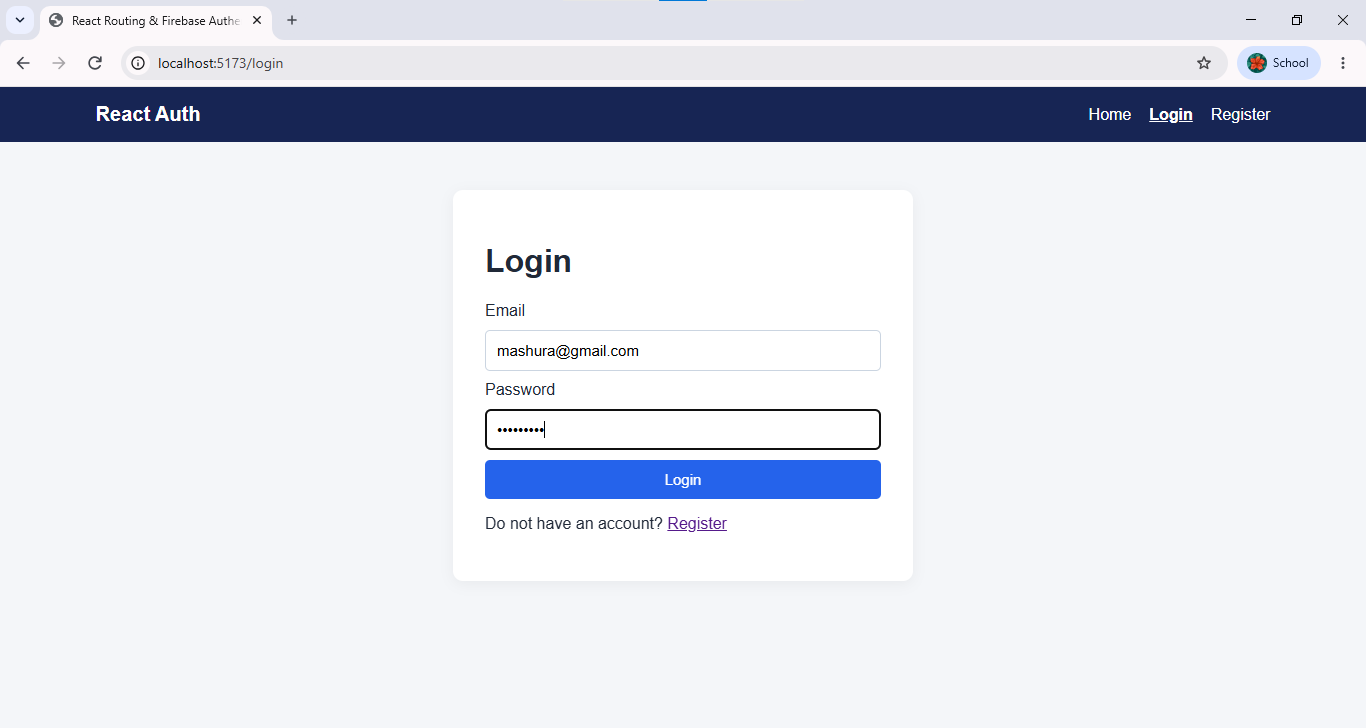 React Routing & Firebase Authe
localhost:5173/login
School
React Auth
Home Login Register
Login
Email
mashura@gmail.com
Password
•••••••••
Login
Do not have an account? Register